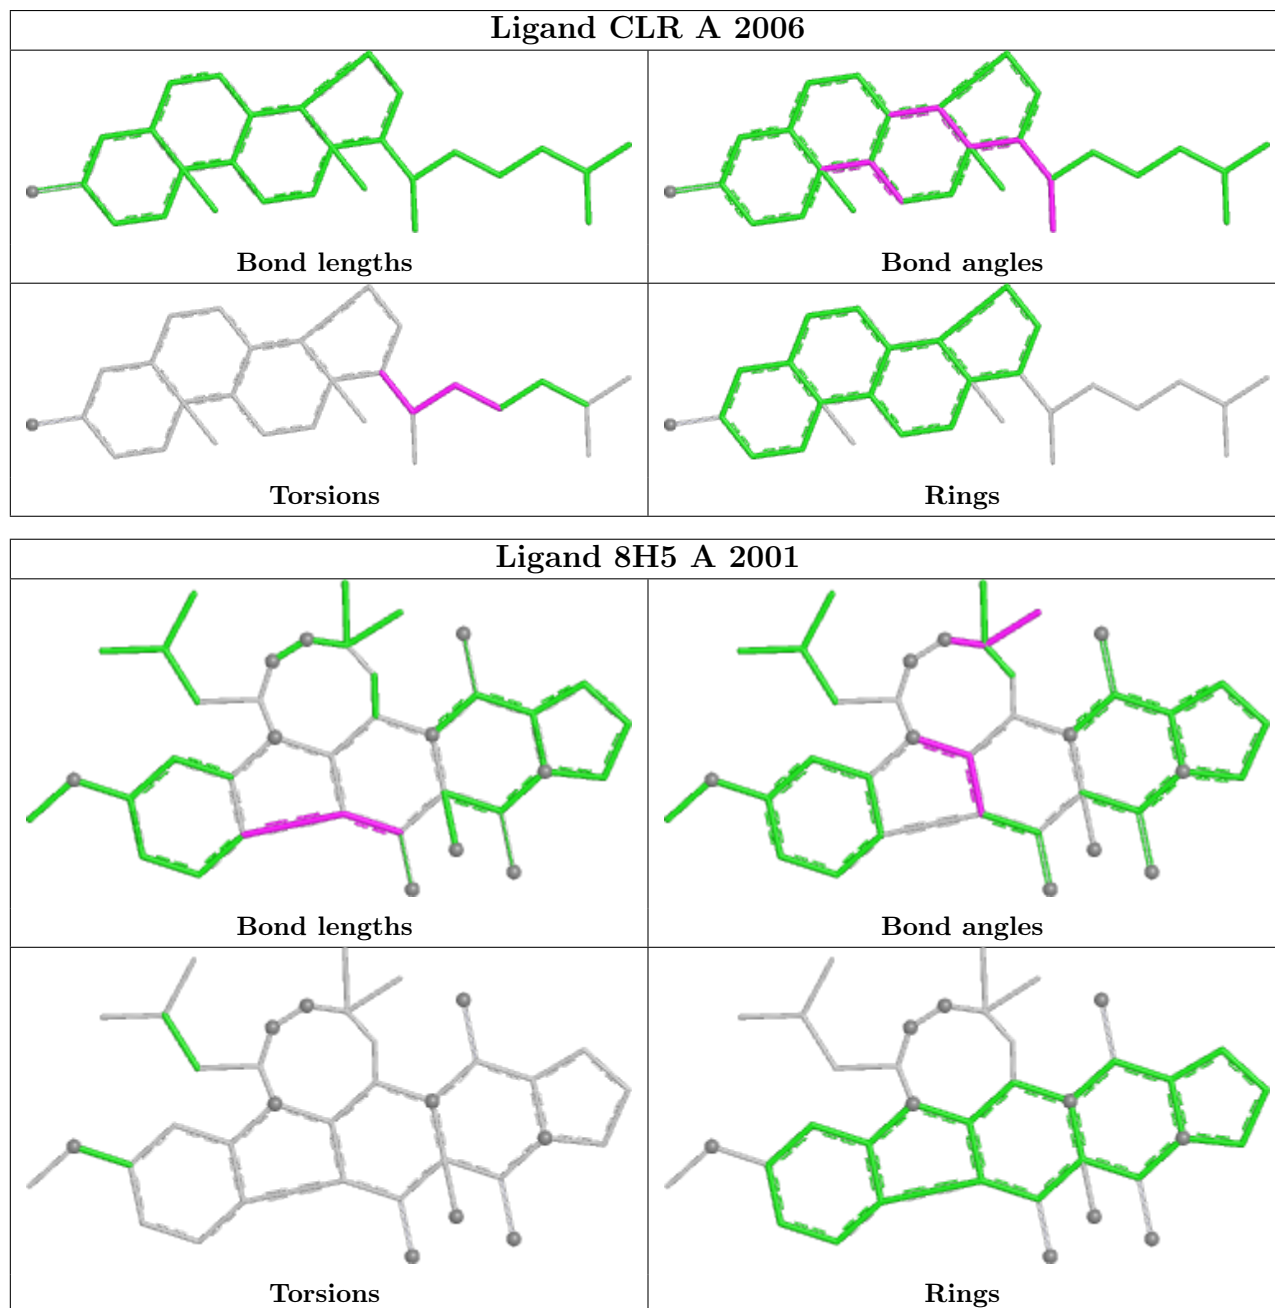 Ligand CLR A 2006
Bond lengths
Bond angles
Torsions
Rings
Ligand 8H5 A 2001
Bond lengths
Bond angles
Torsions
Rings